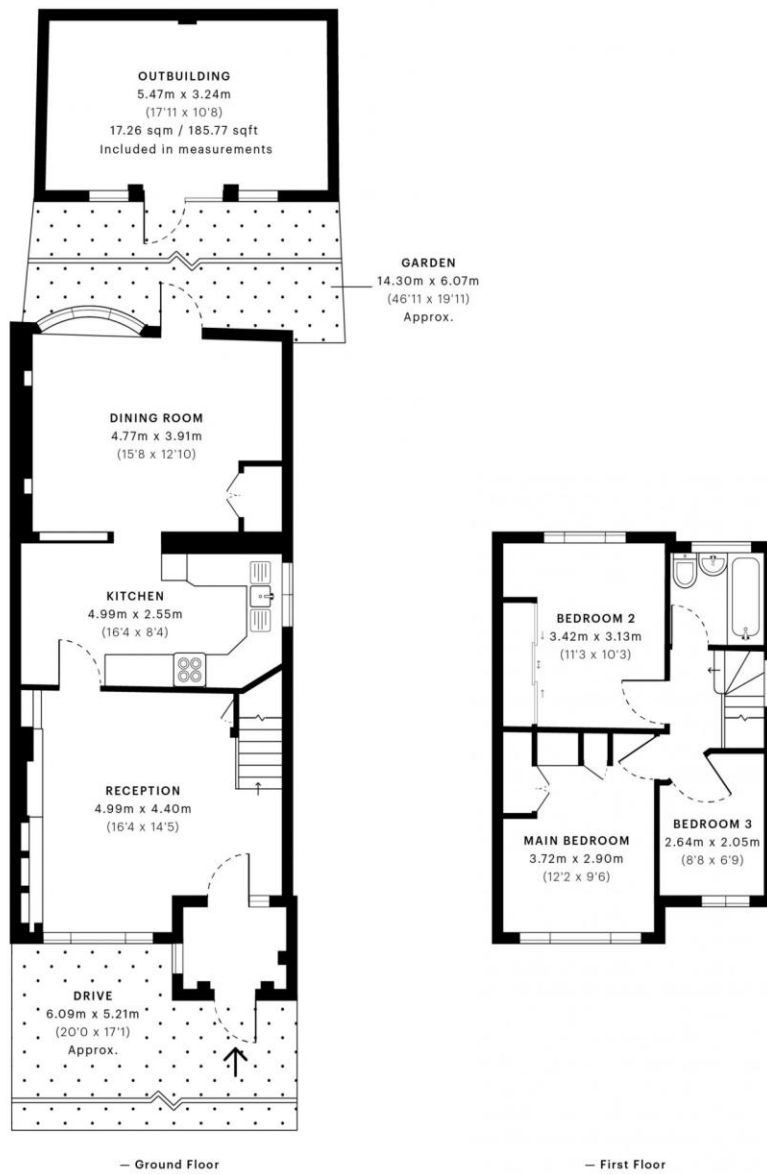 OUTBUILDING
5.47m x 3.24m
(17'11 x 10'8)
17.26 sqm / 185.77 sqft
Included in measurements
GARDEN
14.30m x 6.07m
(46'11 x 19'11)
Approx.
DINING ROOM
4.77m x 3.91m
(15'8 x 12'10)
KITCHEN
4.99m x 2.55m
(16'4 x 8'4)
RECEPTION
4.99m x 4.40m
(16'4 x 14'5)
DRIVE
6.09m x 5.21m
(20'0 x 17'1)
Approx.
— Ground Floor
BEDROOM 2
3.42m x 3.13m
(11'3 x 10'3)
MAIN BEDROOM
3.72m x 2.90m
(12'2 x 9'6)
BEDROOM 3
2.64m x 2.05m
(8'8 x 6'9)
— First Floor